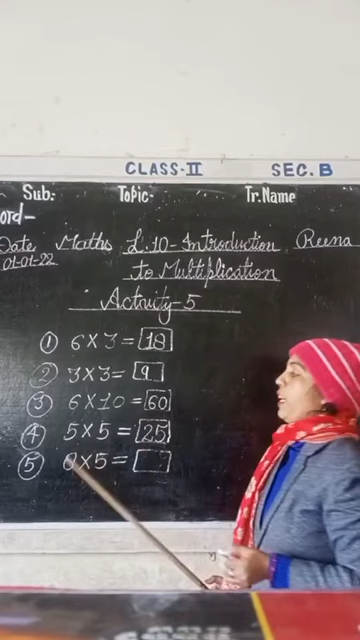 CLASS-II SEC. B
Sub: Topic- Tr. Name
ord-
Date Maths L.10-Introduction Reena
01-01-22 to Multiplication
Activity-5
① 6×3=18
② 3×3=9
③ 6×10=60
④ 5×5=25
⑤ 8×5=